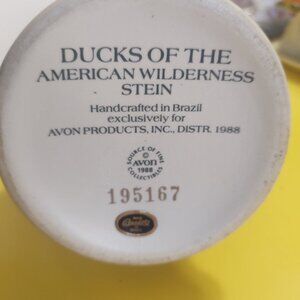 DUCKS OF THE
AMERICAN WILDERNESS
STEIN
Handcrafted in Brazil
exclusively for
AVON PRODUCTS, INC., DISTR. 1988
SOURCE OF FINE
©
AVON
1988
COLLECTIBLES
195167